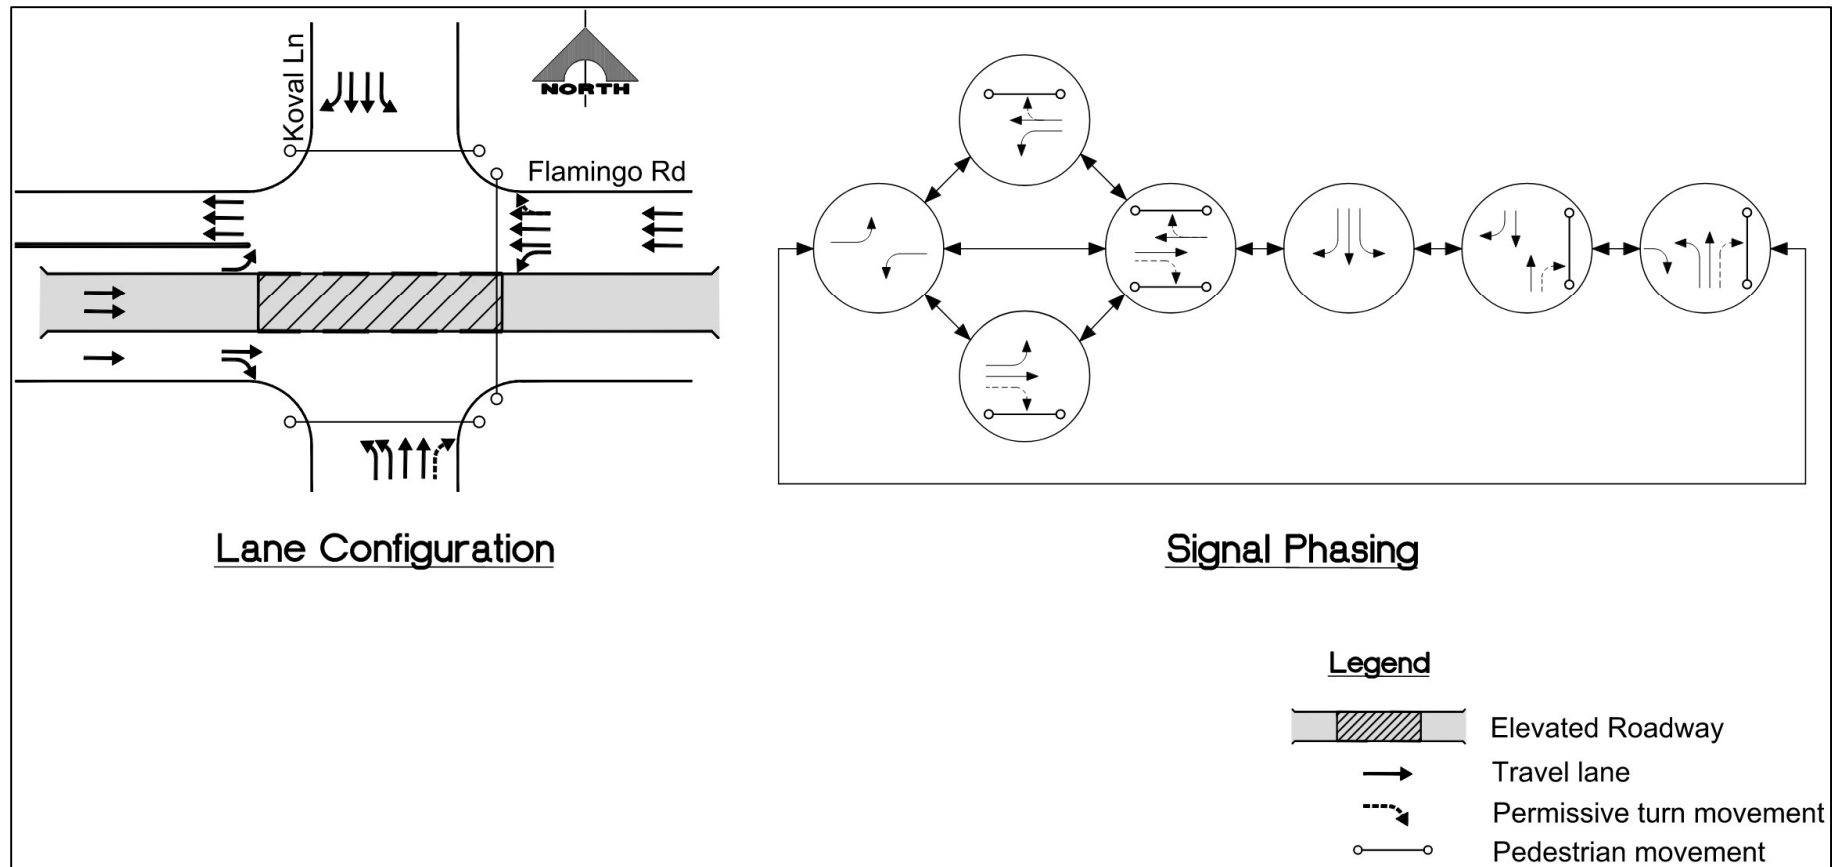 Koval Ln
NORTH
Flamingo Rd
Lane Configuration
Signal Phasing
Legend
Elevated Roadway
Travel lane
Permissive turn movement
Pedestrian movement